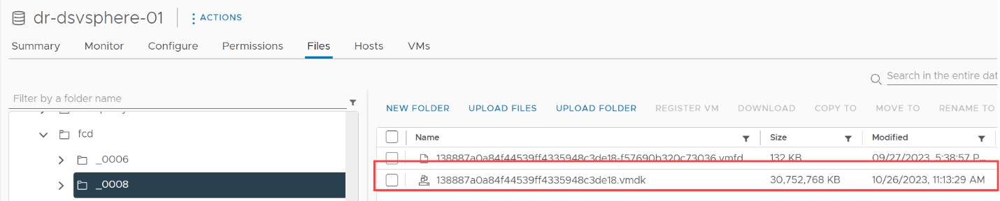 dr-dsvsphere-01 ACTIONS
Summary Monitor Configure Permissions Files Hosts VMs
Search in the entire dat
Filter by a folder name
NEW FOLDER UPLOAD FILES UPLOAD FOLDER REGISTER VM DOWNLOAD COPY TO MOVE TO RENAME TO
Name Size Modified
fcd
_0006
138887a0a84f44539ff4335948c3de18-f57690b320c73036.vmfd 132 KB 09/27/2023, 5:38:57 P...
_0008
138887a0a84f44539ff4335948c3de18.vmdk 30,752,768 KB 10/26/2023, 11:13:29 AM